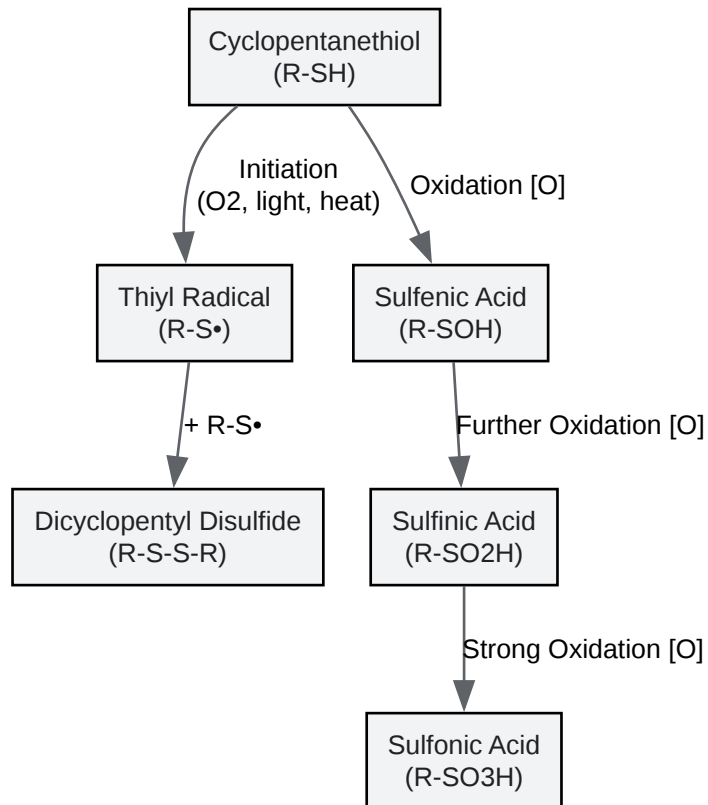 Cyclopentanethiol
(R-SH)
Initiation
(O2, light, heat)
Oxidation [O]
Thiyl Radical
(R-S•)
Sulfenic Acid
(R-SOH)
+ R-S•
Further Oxidation [O]
Dicyclopentyl Disulfide
(R-S-S-R)
Sulfinic Acid
(R-SO2H)
Strong Oxidation [O]
Sulfonic Acid
(R-SO3H)